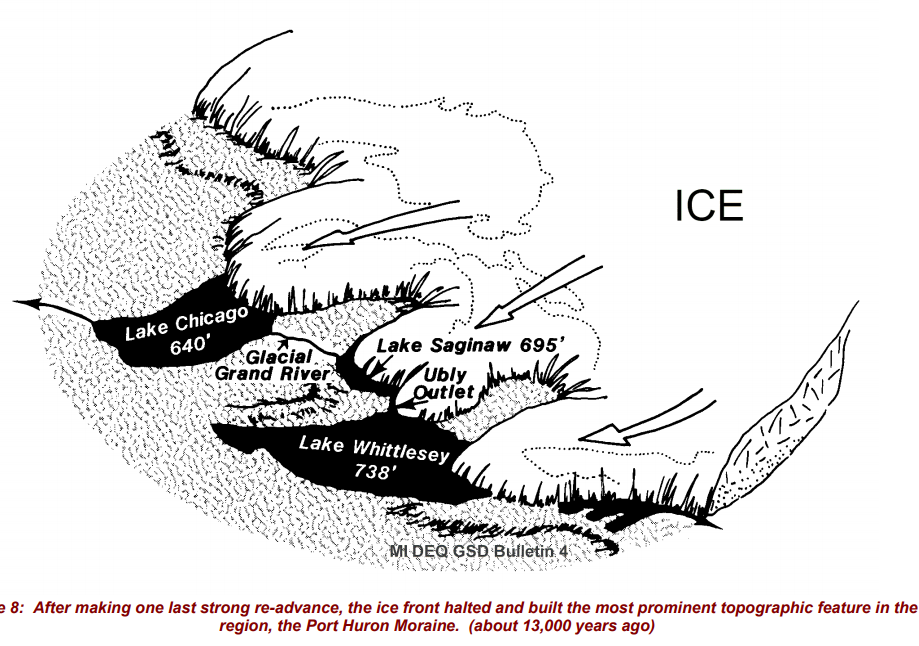 ICE
Lake Chicago
640'
Glacial
Grand River
Lake Saginaw 695'
Ubly
Outlet
Lake Whittlesey
738'
MI DEQ GSD Bulletin 4
e 8: After making one last strong re-advance, the ice front halted and built the most prominent topographic feature in the
region, the Port Huron Moraine. (about 13,000 years ago)